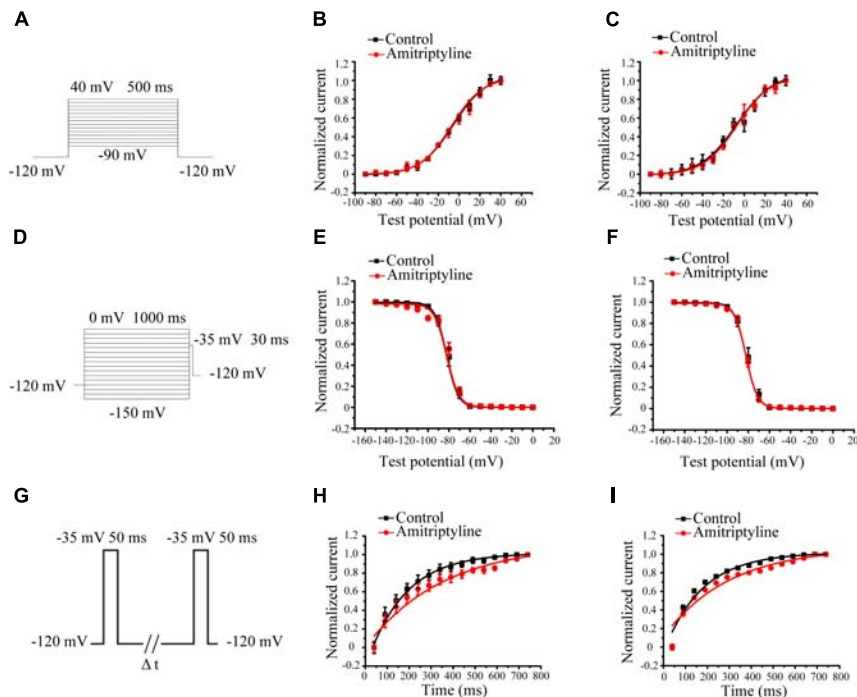 A
40 mV 500 ms
-90 mV
-120 mV
-120 mV
B
Control
Amitriptyline
Normalized current
1.2
1.0
0.8
0.6
0.4
0.2
0
-0.2
-100 -80 -60 -40 -20 0 20 40 60
Test potential (mV)
C
Control
Amitriptyline
Normalized current
1.2
1.0
0.8
0.6
0.4
0.2
0
-0.2
-100 -80 -60 -40 -20 0 20 40 60
Test potential (mV)
D
0 mV 1000 ms
-35 mV 30 ms
-120 mV
-120 mV
-150 mV
E
Control
Amitriptyline
Normalized current
1.2
1.0
0.8
0.6
0.4
0.2
0
-0.2
-160 -140 -120 -100 -80 -60 -40 -20 0
Test potential (mV)
F
Control
Amitriptyline
Normalized current
1.2
1.0
0.8
0.6
0.4
0.2
0
-0.2
-160 -140 -120 -100 -80 -60 -40 -20 0 20
Test potential (mV)
G
-35 mV 50 ms
-35 mV 50 ms
-120 mV
-120 mV
Δ t
H
Control
Amitriptyline
Normalized current
1.2
1.0
0.8
0.6
0.4
0.2
0
-0.2
0 100 200 300 400 500 600 700 800
Time (ms)
I
Control
Amitriptyline
Normalized current
1.2
1.0
0.8
0.6
0.4
0.2
0
-0.2
0 100 200 300 400 500 600 700 800
Time (ms)